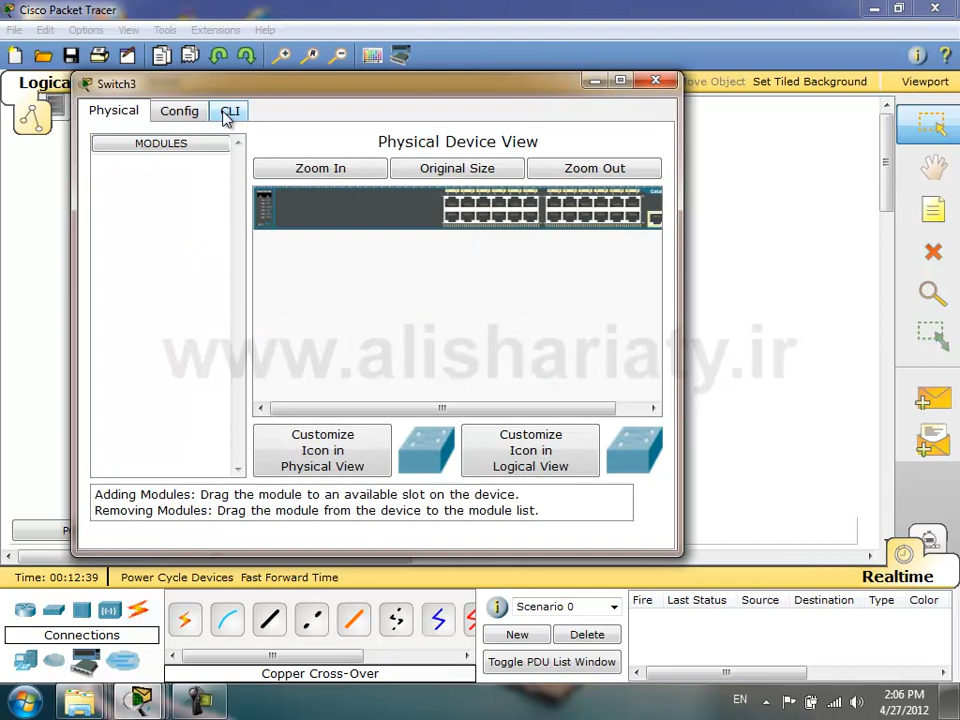 Cisco Packet Tracer
File Edit Options View Tools Extensions Help
Logica
Move Object Set Tiled Background Viewport
Switch3
Physical Config CLI
MODULES
Physical Device View
Zoom In Original Size Zoom Out
www.alishariaty.ir
Customize
Icon in
Physical View
Customize
Icon in
Logical View
Adding Modules: Drag the module to an available slot on the device.
Removing Modules: Drag the module from the device to the module list.
Time: 00:12:39 Power Cycle Devices Fast Forward Time
Realtime
Connections
Copper Cross-Over
Scenario 0
New Delete
Toggle PDU List Window
Fire Last Status Source Destination Type Color
EN
2:06 PM
4/27/2012